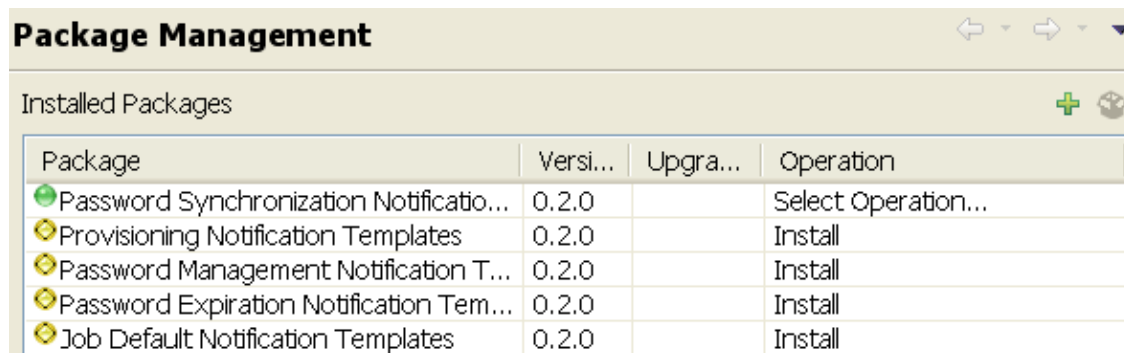 Package Management
Installed Packages
Package Versi... Upgra... Operation
Password Synchronization Notificatio... 0.2.0 Select Operation...
Provisioning Notification Templates 0.2.0 Install
Password Management Notification T... 0.2.0 Install
Password Expiration Notification Tem... 0.2.0 Install
Job Default Notification Templates 0.2.0 Install